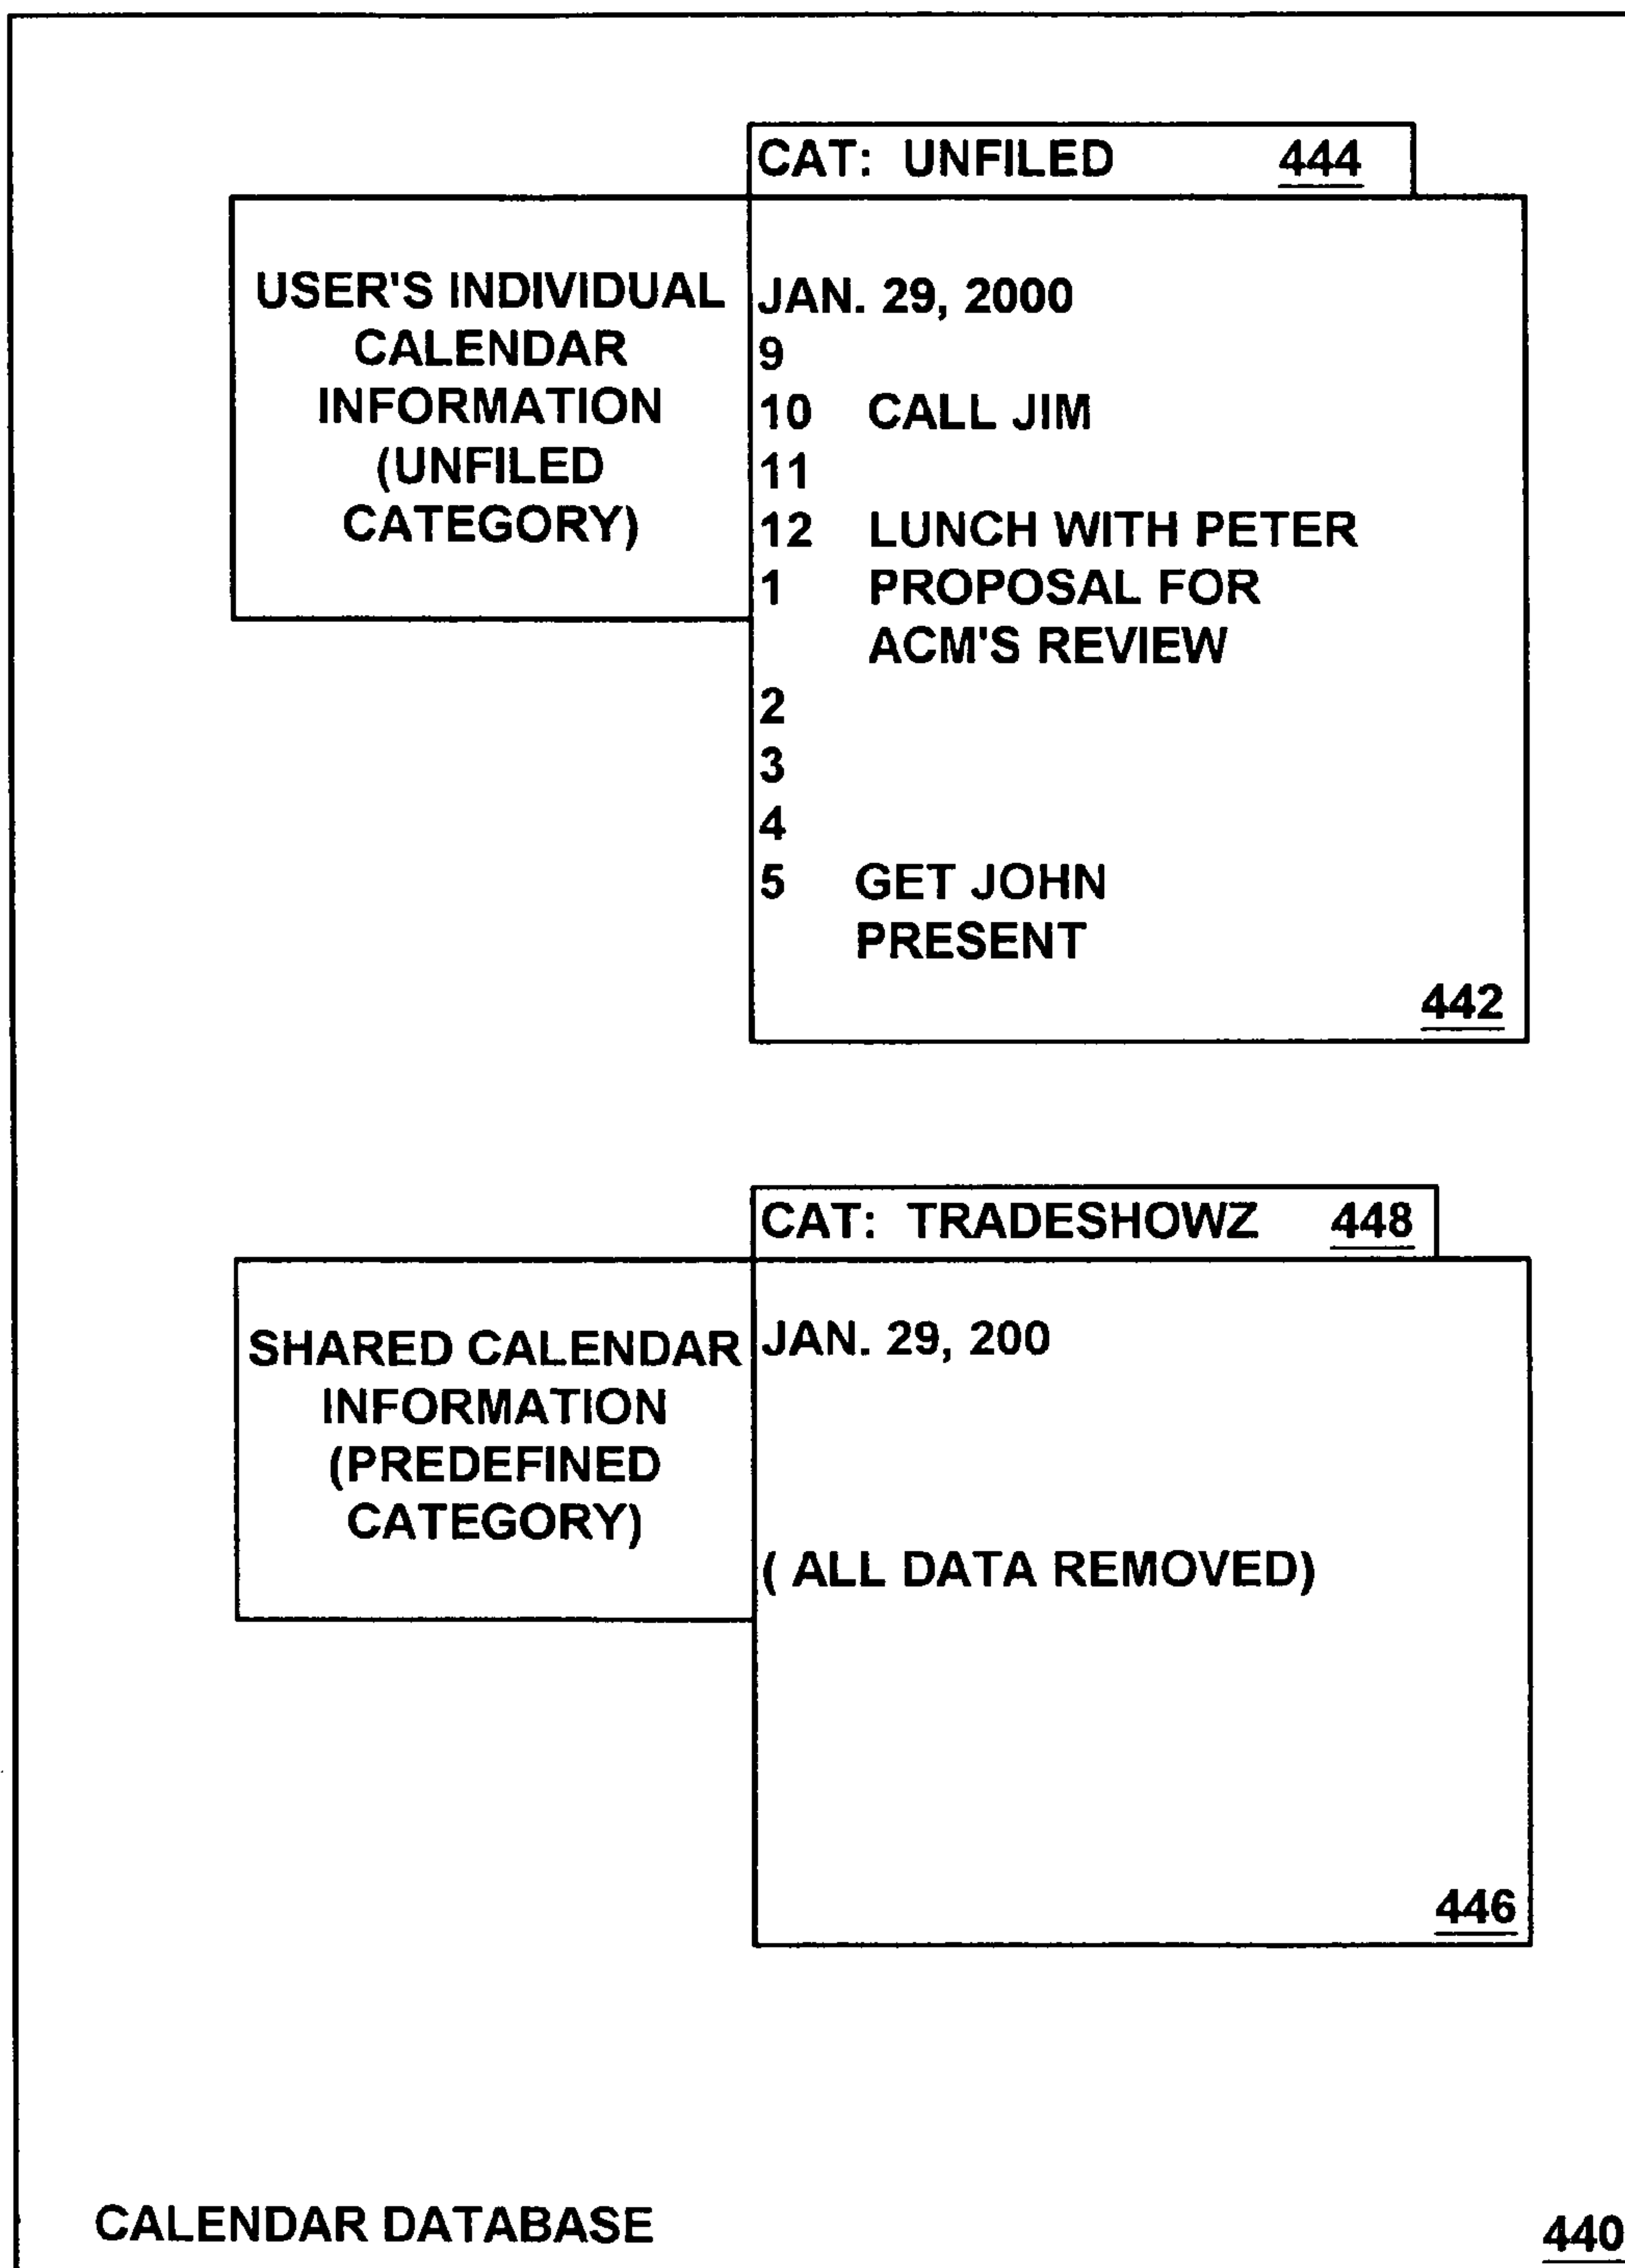 CAT: UNFILED 444
USER'S INDIVIDUAL
CALENDAR
INFORMATION
(UNFILED
CATEGORY)
JAN. 29, 2000
9
10 CALL JIM
11
12 LUNCH WITH PETER
1 PROPOSAL FOR
ACM'S REVIEW
2
3
4
5 GET JOHN
PRESENT
442
CAT: TRADESHOWZ 448
SHARED CALENDAR
INFORMATION
(PREDEFINED
CATEGORY)
JAN. 29, 200
( ALL DATA REMOVED)
446
CALENDAR DATABASE 440